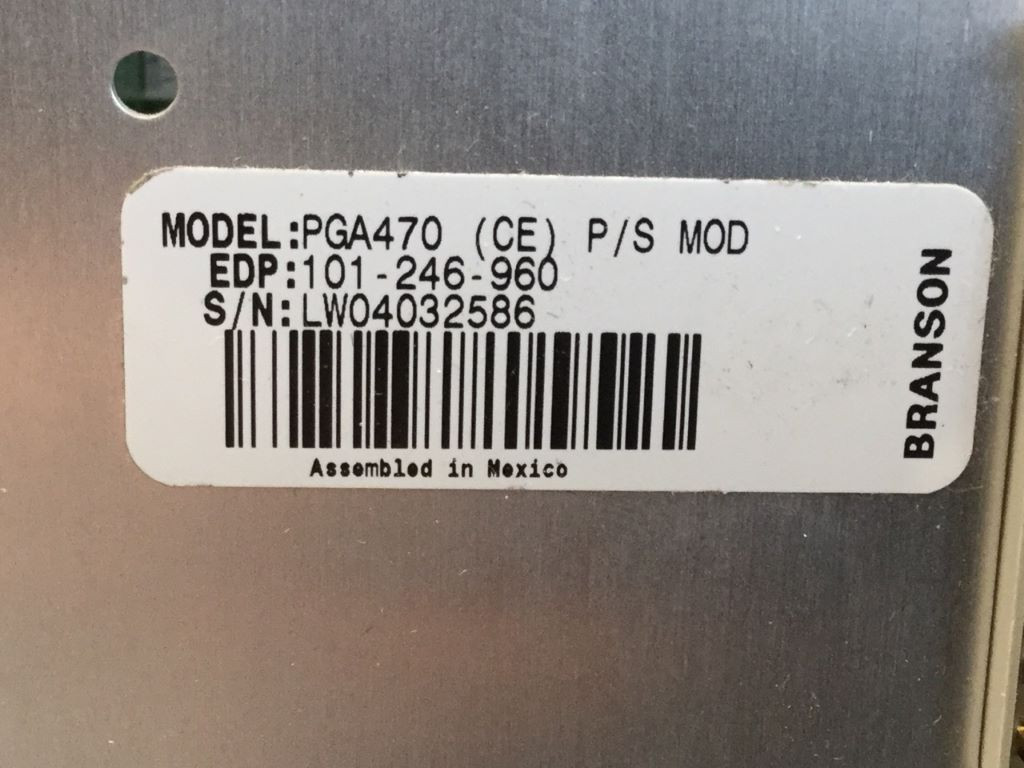 MODEL:PGA470 (CE) P/S MOD
EDP:101-246-960
S/N:LW04032586
Assembled in Mexico
BRANSON